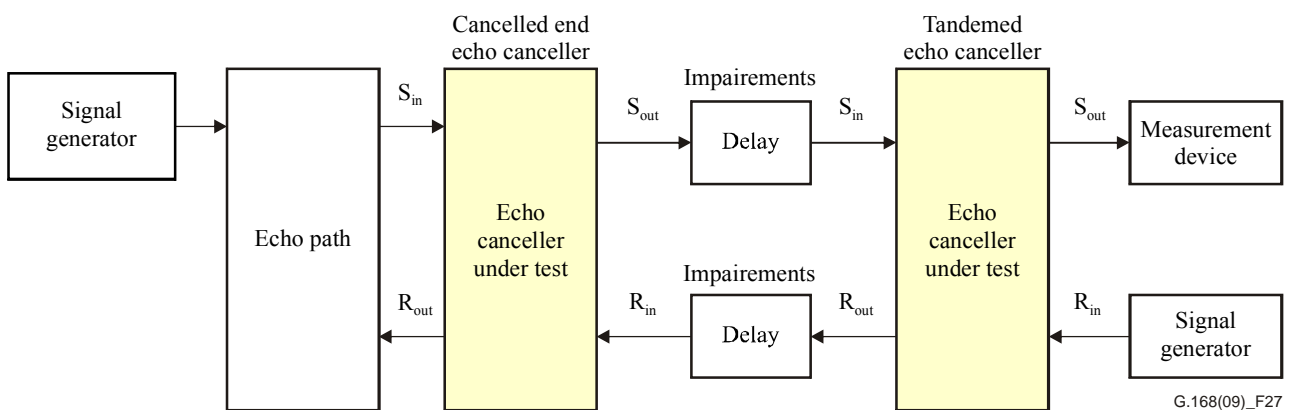 Cancelled end
echo canceller
Tandemed
echo canceller
Signal
generator
S_in
Impairements
S_out
Delay
S_in
S_out
Measurement
device
Echo path
Echo
canceller
under test
Echo
canceller
under test
Impairements
R_out
R_in
Delay
R_out
R_in
Signal
generator
G.168(09)_F27